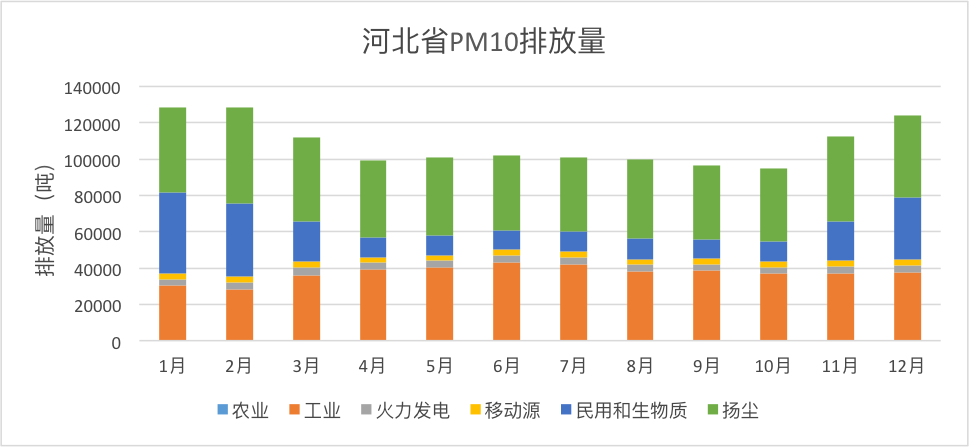 河北省PM10排放量
排放量（吨）
140000
120000
100000
80000
60000
40000
20000
0
1月 2月 3月 4月 5月 6月 7月 8月 9月 10月 11月 12月
农业 工业 火力发电 移动源 民用和生物质 扬尘